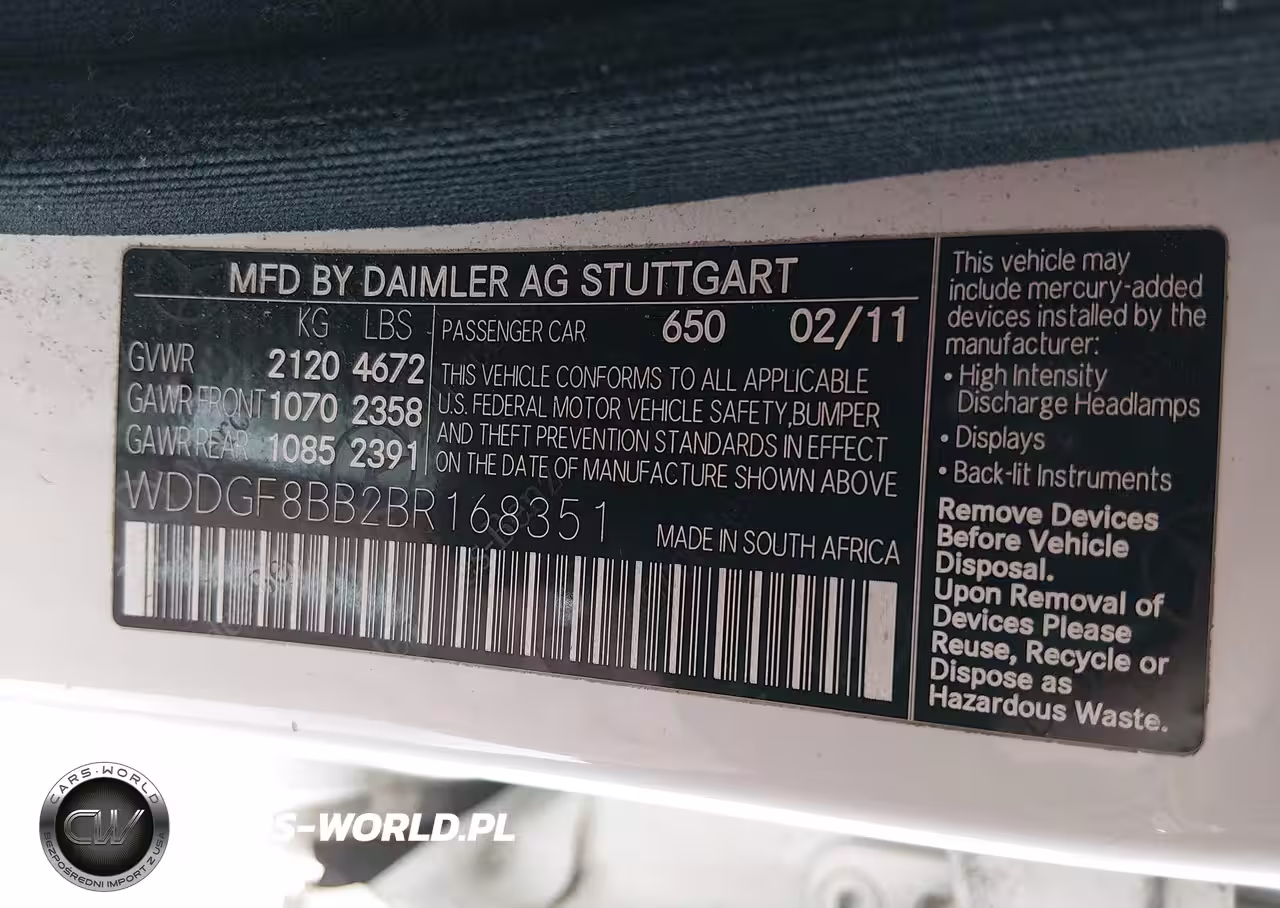 MFD BY DAIMLER AG STUTTGART
KG LBS
GVWR 2120 4672
GAWR FRONT 1070 2358
GAWR REAR 1085 2391
PASSENGER CAR 650 02/11
THIS VEHICLE CONFORMS TO ALL APPLICABLE
U.S. FEDERAL MOTOR VEHICLE SAFETY, BUMPER
AND THEFT PREVENTION STANDARDS IN EFFECT
ON THE DATE OF MANUFACTURE SHOWN ABOVE
WDDGF8BB2BR168351
MADE IN SOUTH AFRICA
This vehicle may
include mercury-added
devices installed by the
manufacturer:
• High Intensity
Discharge Headlamps
• Displays
• Back-lit Instruments
Remove Devices
Before Vehicle
Disposal.
Upon Removal of
Devices Please
Reuse, Recycle or
Dispose as
Hazardous Waste.
CARS-WORLD
CW
BEZPOŚREDNI IMPORT Z USA
S-WORLD.PL